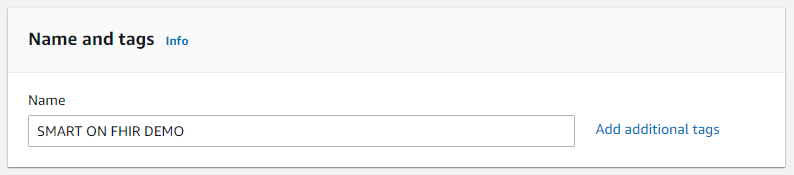 Name and tags Info
Name
SMART ON FHIR DEMO
Add additional tags